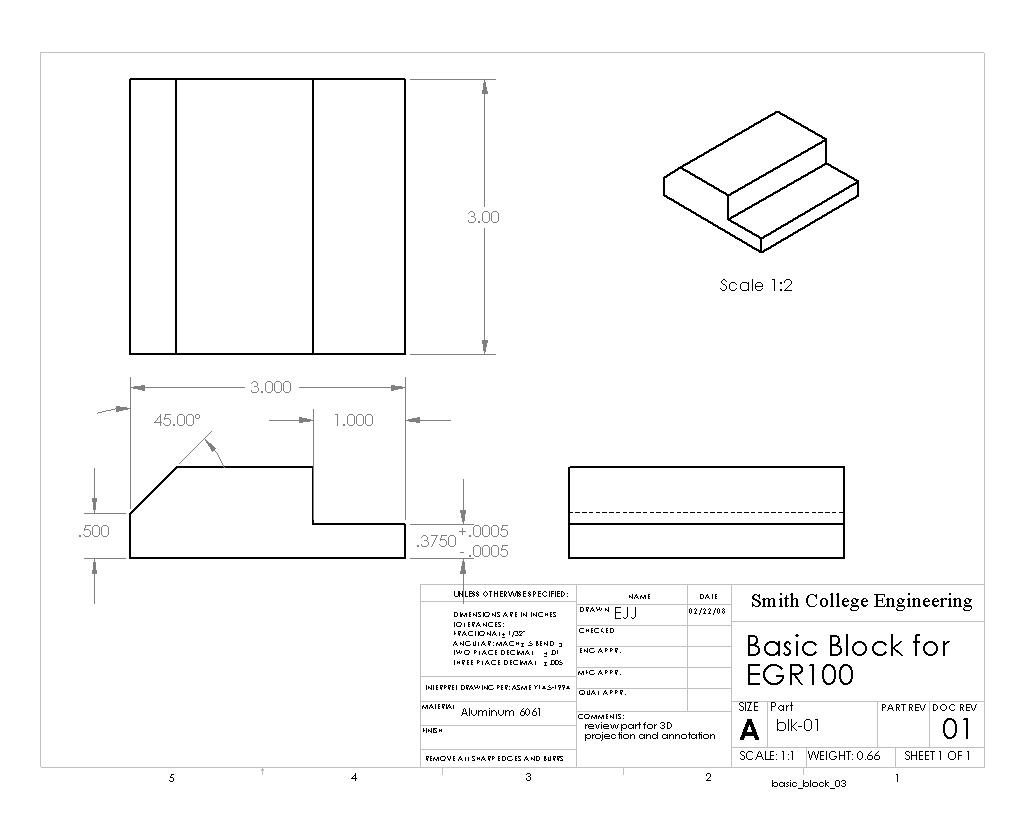 3.00
Scale 1:2
3.000
45.00°
1.000
.500
.3750 +.0005
-.0005
UNLESS OTHERWISE SPECIFIED:
DIMENSIONS ARE IN INCHES
TOLERANCES:
FRACTIONAL± 1/32"
INTERPRET DRAWING PER: ASME
MATERIAL
Aluminum 6061
FINISH
REMOVE ALL SHARP EDGES AND BURRS
NAME DATE
DRAWN EJJ 02/22/08
CHECKED
ENG APPR.
MFG APPR.
QUAL APPR.
COMMENTS:
review part for 3D
projection and annotation
Smith College Engineering
Basic Block for
EGR100
SIZE Part PART REV DOC REV
A blk-01 01
SCALE: 1:1 WEIGHT: 0.66 SHEET 1 OF 1
5 4 3 2 1
basic_block_03